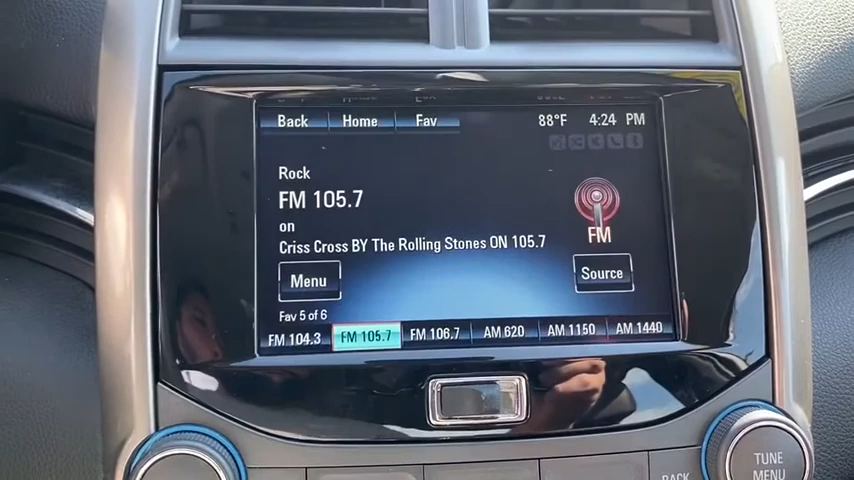 Back Home Fav 88°F 4:24 PM
Rock
FM 105.7
on
Criss Cross BY The Rolling Stones ON 105.7
FM
Menu
Source
Fav 5 of 6
FM 104.3 FM 105.7 FM 106.7 AM 620 AM 1150 AM 1440
BACK
TUNE
MENU